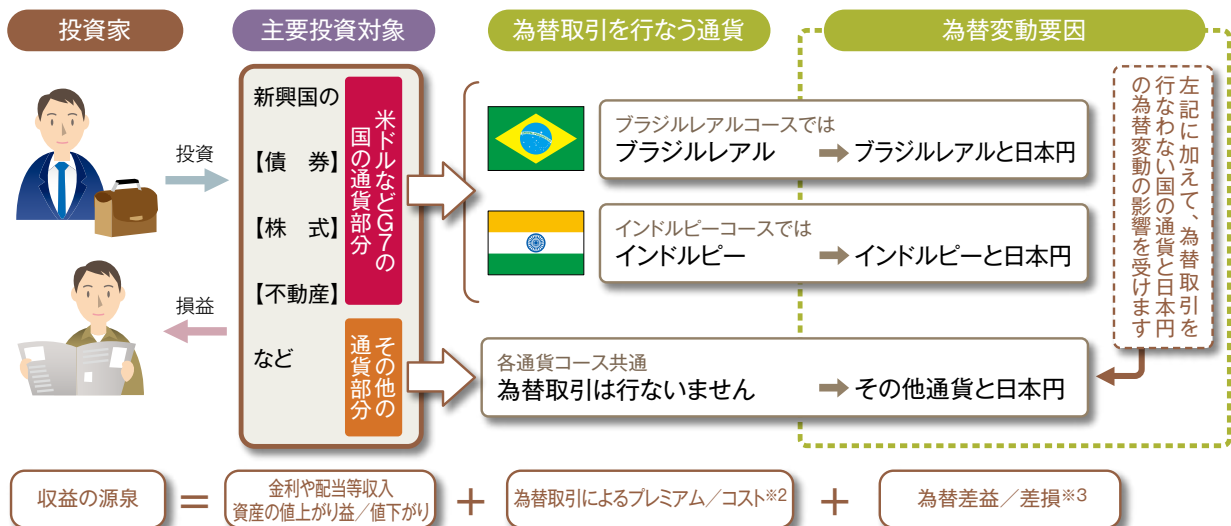 投資家
主要投資対象
為替取引を行なう通貨
為替変動要因
投資
損益
新興国の
【債　券】
【株　式】
【不動産】
など
米ドルなどG7の
国の通貨部分
その他の
通貨部分
ブラジルレアルコースでは
ブラジルレアル
ブラジルレアルと日本円
インドルピーコースでは
インドルピー
インドルピーと日本円
各通貨コース共通
為替取引は行ないません
その他通貨と日本円
左記に加えて、為替取引を
行なわない国の通貨と日本円
の為替変動の影響を受けます
収益の源泉
=
金利や配当等収入
資産の値上がり益／値下がり
+
為替取引によるプレミアム／コスト※2
+
為替差益／差損※3